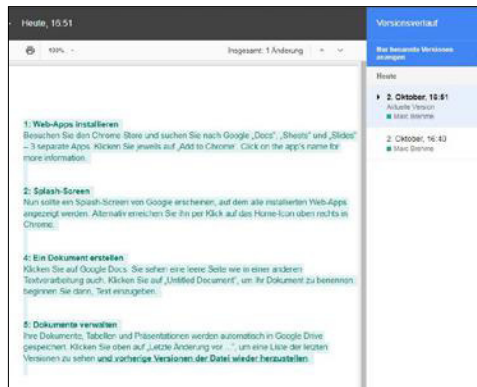 Heute, 16:51
100%
Insgesamt: 1 Änderung
Versionsverlauf
Nur benannte Versionen
anzeigen
Heute
2. Oktober, 16:51
Aktuelle Version
2. Oktober, 16:43
1: Web-Apps installieren
Besuchen Sie den Chrome Store und suchen Sie nach Google „Docs“, „Sheets“ und „Slides“
– 3 separate Apps. Klicken Sie jeweils auf „Add to Chrome“. Click on the app's name for
more information.
2: Splash-Screen
Nun sollte ein Splash-Screen von Google erscheinen, auf dem alle installierten Web-Apps
angezeigt werden. Alternativ erreichen Sie ihn per Klick auf das Home-Icon oben rechts in
Chrome.
4: Ein Dokument erstellen
Klicken Sie auf Google Docs. Sie sehen eine leere Seite wie in einer anderen
Textverarbeitung auch. Klicken Sie auf „Untitled Document“, um Ihr Dokument zu benennen.
Beginnen Sie dann, Text einzugeben.
5: Dokumente verwalten
Ihre Dokumente, Tabellen und Präsentationen werden automatisch in Google Drive
gespeichert. Klicken Sie oben auf „Letzte Änderung vor ...“, um eine Liste der letzten
Versionen zu sehen und vorherige Versionen der Datei wieder herzustellen.